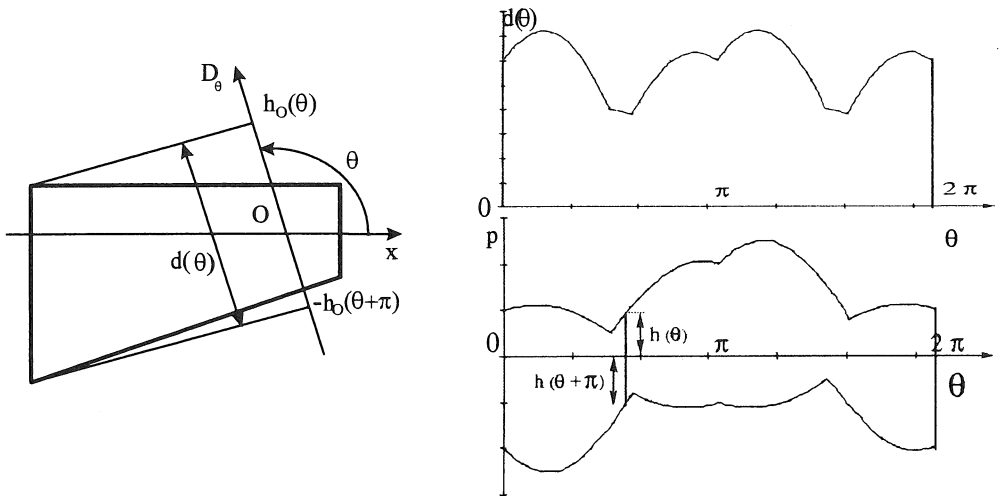 D_θ
h_O(θ)
θ
O
x
d(θ)
-h_O(θ+π)
d(θ)
0
π
2 π
θ
p
0
h (θ)
π
2 π
h (θ + π)
θ